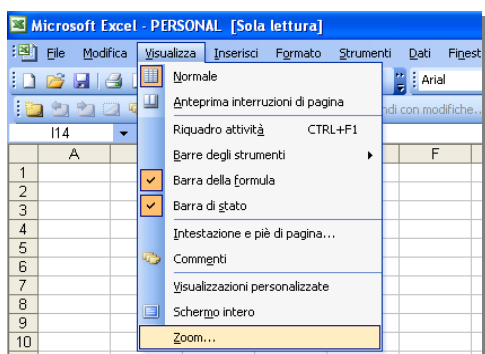 Microsoft Excel - PERSONAL [Sola lettura]
File Modifica Visualizza Inserisci Formato Strumenti Dati Finest
Normale
Arial
Anteprima interruzioni di pagina
ndi con modifiche...
I14
Riquadro attività CTRL+F1
A F
Barre degli strumenti
1
Barra della formula
2
Barra di stato
3
4
Intestazione e piè di pagina...
5
Commenti
6
7
Visualizzazioni personalizzate
8
Schermo intero
9
Zoom...
10